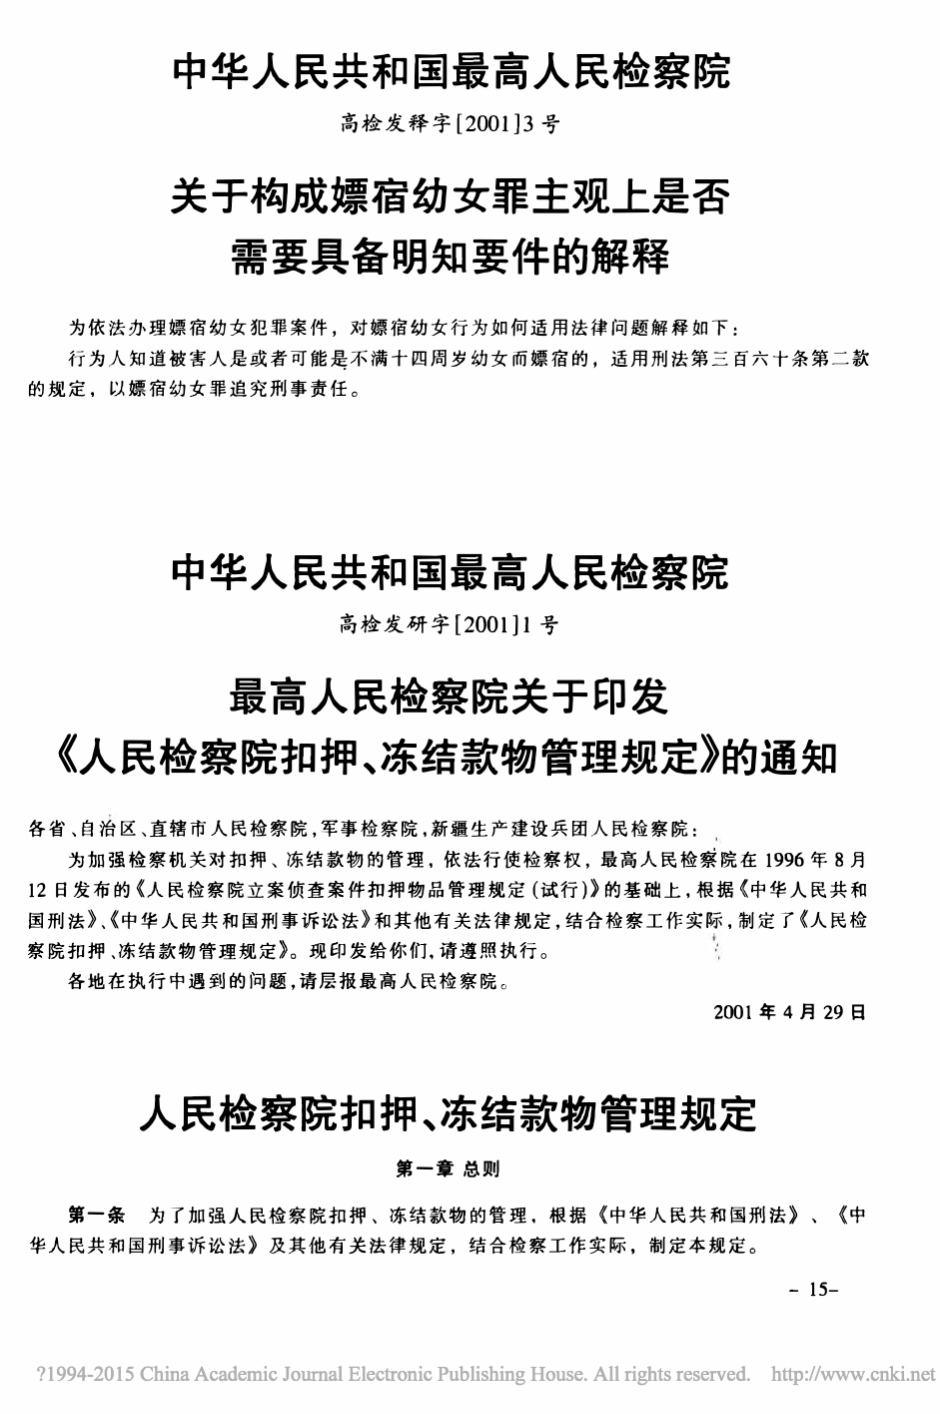 中华人民共和国最高人民检察院
高检发释字[2001]3号
关于构成嫖宿幼女罪主观上是否
需要具备明知要件的解释
为依法办理嫖宿幼女犯罪案件，对嫖宿幼女行为如何适用法律问题解释如下：
行为人知道被害人是或者可能是不满十四周岁幼女而嫖宿的，适用刑法第三百六十条第二款
的规定，以嫖宿幼女罪追究刑事责任。
中华人民共和国最高人民检察院
高检发研字[2001]1号
最高人民检察院关于印发
《人民检察院扣押、冻结款物管理规定》的通知
各省、自治区、直辖市人民检察院,军事检察院,新疆生产建设兵团人民检察院：
为加强检察机关对扣押、冻结款物的管理，依法行使检察权，最高人民检察院在1996年8月
12日发布的《人民检察院立案侦查案件扣押物品管理规定(试行)》的基础上，根据《中华人民共和
国刑法》、《中华人民共和国刑事诉讼法》和其他有关法律规定,结合检察工作实际,制定了《人民检
察院扣押、冻结款物管理规定》。现印发给你们,请遵照执行。
各地在执行中遇到的问题,请层报最高人民检察院。
2001年4月29日
人民检察院扣押、冻结款物管理规定
第一章 总则
第一条 为了加强人民检察院扣押、冻结款物的管理，根据《中华人民共和国刑法》、《中
华人民共和国刑事诉讼法》及其他有关法律规定，结合检察工作实际，制定本规定。
- 15-
?1994-2015 China Academic Journal Electronic Publishing House. All rights reserved. http://www.cnki.net